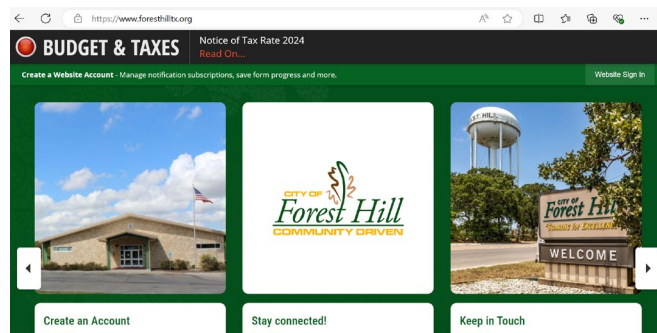 https://www.foresthilltx.org
BUDGET & TAXES
Notice of Tax Rate 2024
Read On...
Create a Website Account - Manage notification subscriptions, save form progress and more.
Website Sign In
CITY OF
Forest Hill
COMMUNITY DRIVEN
CITY OF
Forest Hill
WELCOME
Create an Account
Stay connected!
Keep in Touch